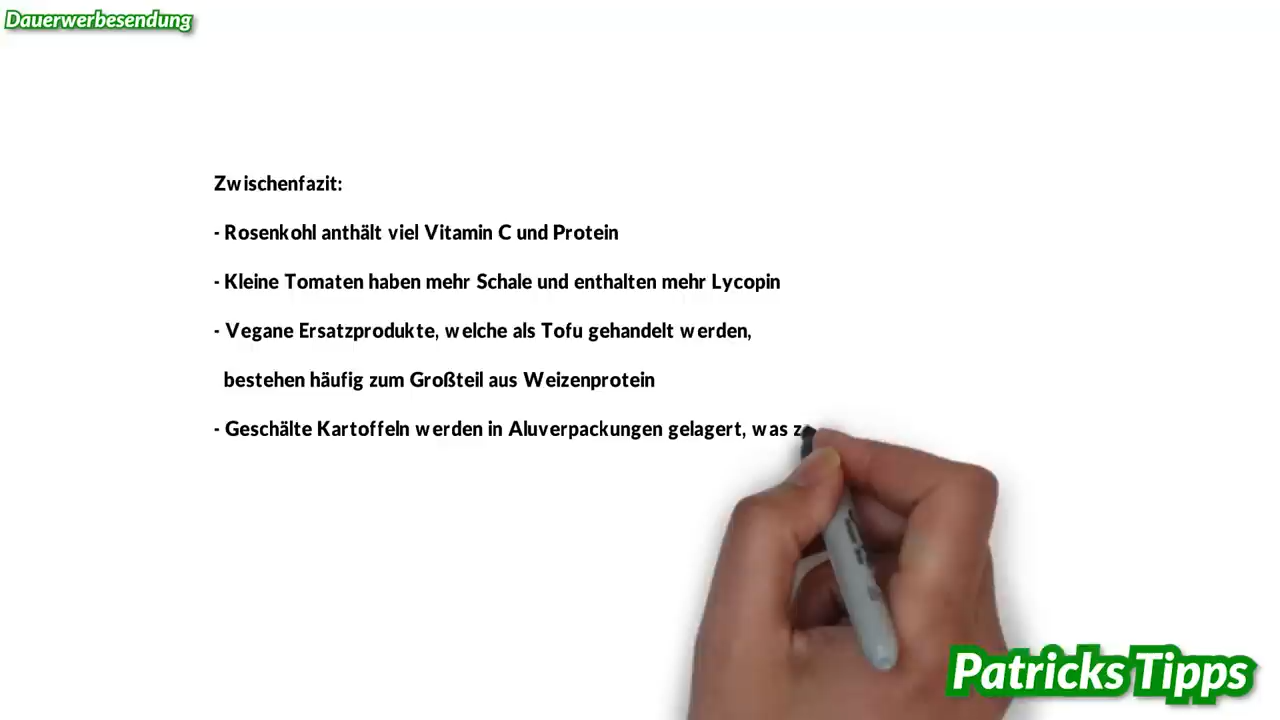 Dauerwerbesendung
Zwischenfazit:
- Rosenkohl anthält viel Vitamin C und Protein
- Kleine Tomaten haben mehr Schale und enthalten mehr Lycopin
- Vegane Ersatzprodukte, welche als Tofu gehandelt werden,
bestehen häufig zum Großteil aus Weizenprotein
- Geschälte Kartoffeln werden in Aluverpackungen gelagert, was
Patricks Tipps